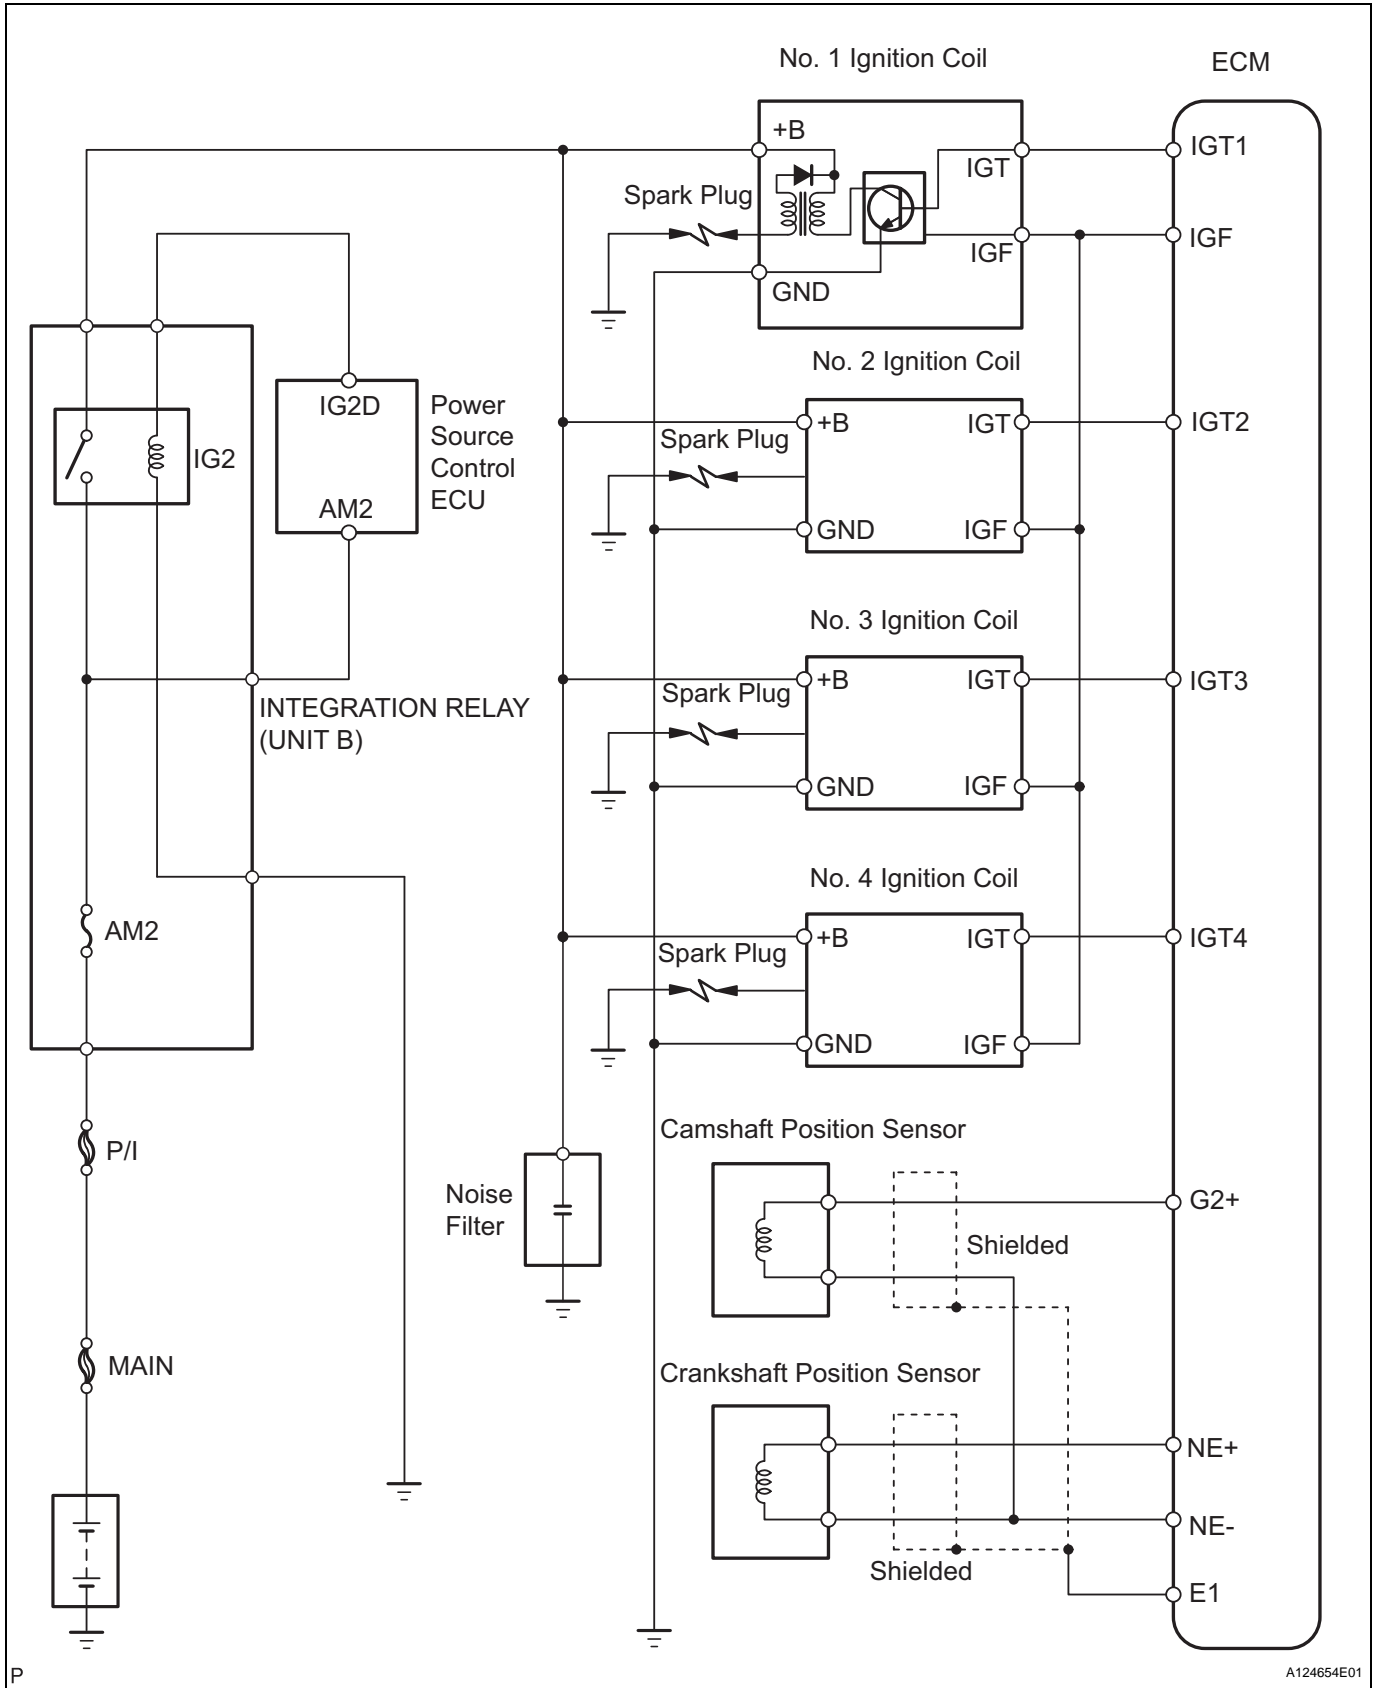 No. 1 Ignition Coil
ECM
+B
IGT
IGT1
Spark Plug
IGF
IGF
GND
No. 2 Ignition Coil
IG2D
Power
Source
Control
ECU
IG2
AM2
+B
IGT
IGT2
Spark Plug
GND
IGF
No. 3 Ignition Coil
+B
IGT
IGT3
Spark Plug
INTEGRATION RELAY
(UNIT B)
GND
IGF
No. 4 Ignition Coil
AM2
+B
IGT
IGT4
Spark Plug
GND
IGF
Camshaft Position Sensor
P/I
Noise
Filter
G2+
Shielded
MAIN
Crankshaft Position Sensor
NE+
NE-
Shielded
E1
P
A124654E01